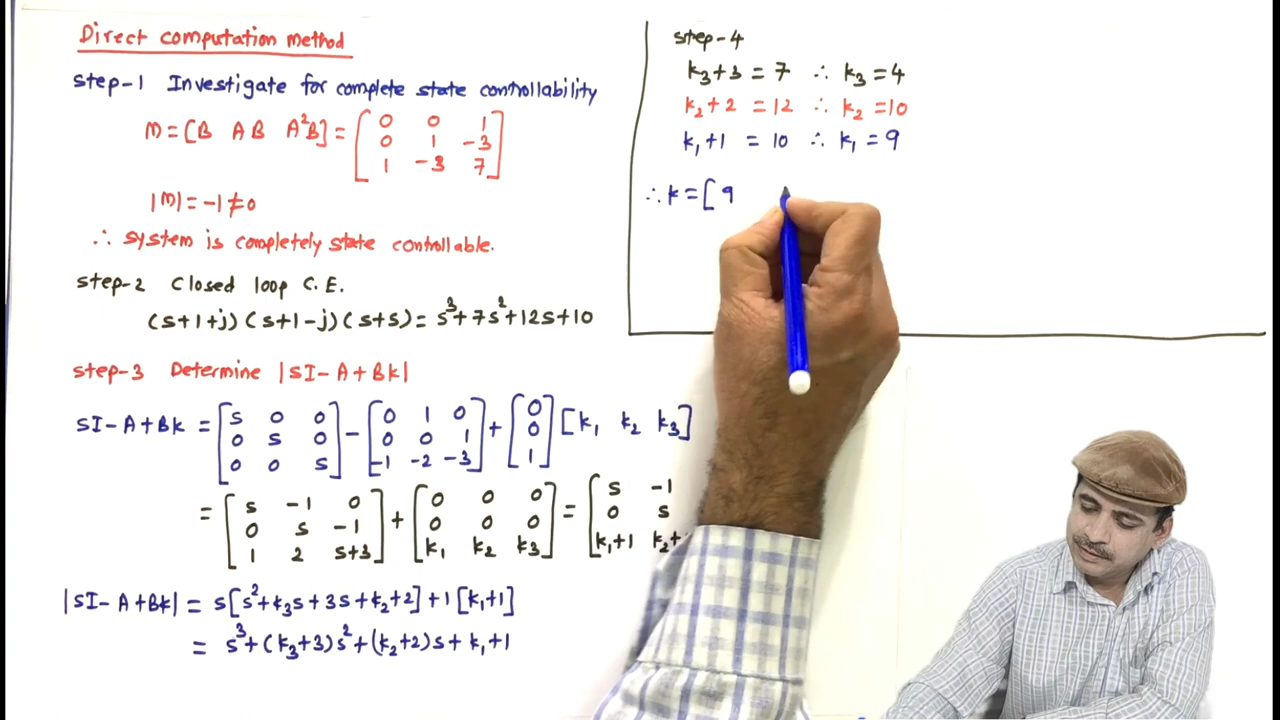 Direct computation method
step-1 Investigate for complete state controllability
M = [B AB A²B] = [0 0 1
0 1 -3
1 -3 7]
|M| = -1 ≠ 0
∴ system is completely state controllable.
step-2 Closed loop C.E.
(s+1+j)(s+1-j)(s+5) = s³+7s²+12s+10
step-3 Determine |sI-A+Bk|
sI-A+Bk = [s 0 0
0 s 0
0 0 s] - [0 1 0
0 0 1
-1 -2 -3] + [0
0
1] [k₁ k₂ k₃]
= [s -1 0
0 s -1
1 2 s+3] + [0 0 0
0 0 0
k₁ k₂ k₃] = [s -1
0 s
k₁+1 k₂+
|sI-A+Bk| = s[s²+k₃s+3s+k₂+2]+1[k₁+1]
= s³+(k₃+3)s²+(k₂+2)s+k₁+1
step-4
k₃+3 = 7 ∴ k₃=4
k₂+2 = 12 ∴ k₂=10
k₁+1 = 10 ∴ k₁=9
∴ k = [9